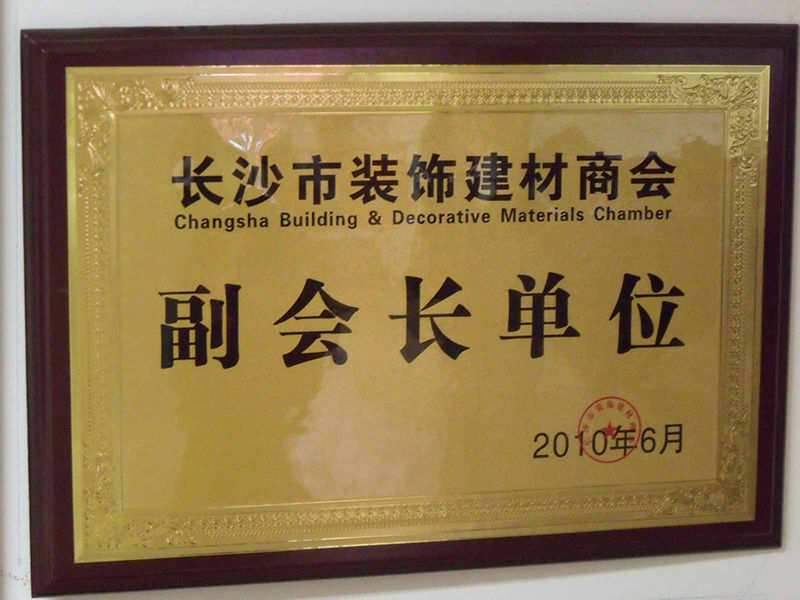 长沙市装饰建材商会
Changsha Building & Decorative Materials Chamber
副会长单位
2010年6月